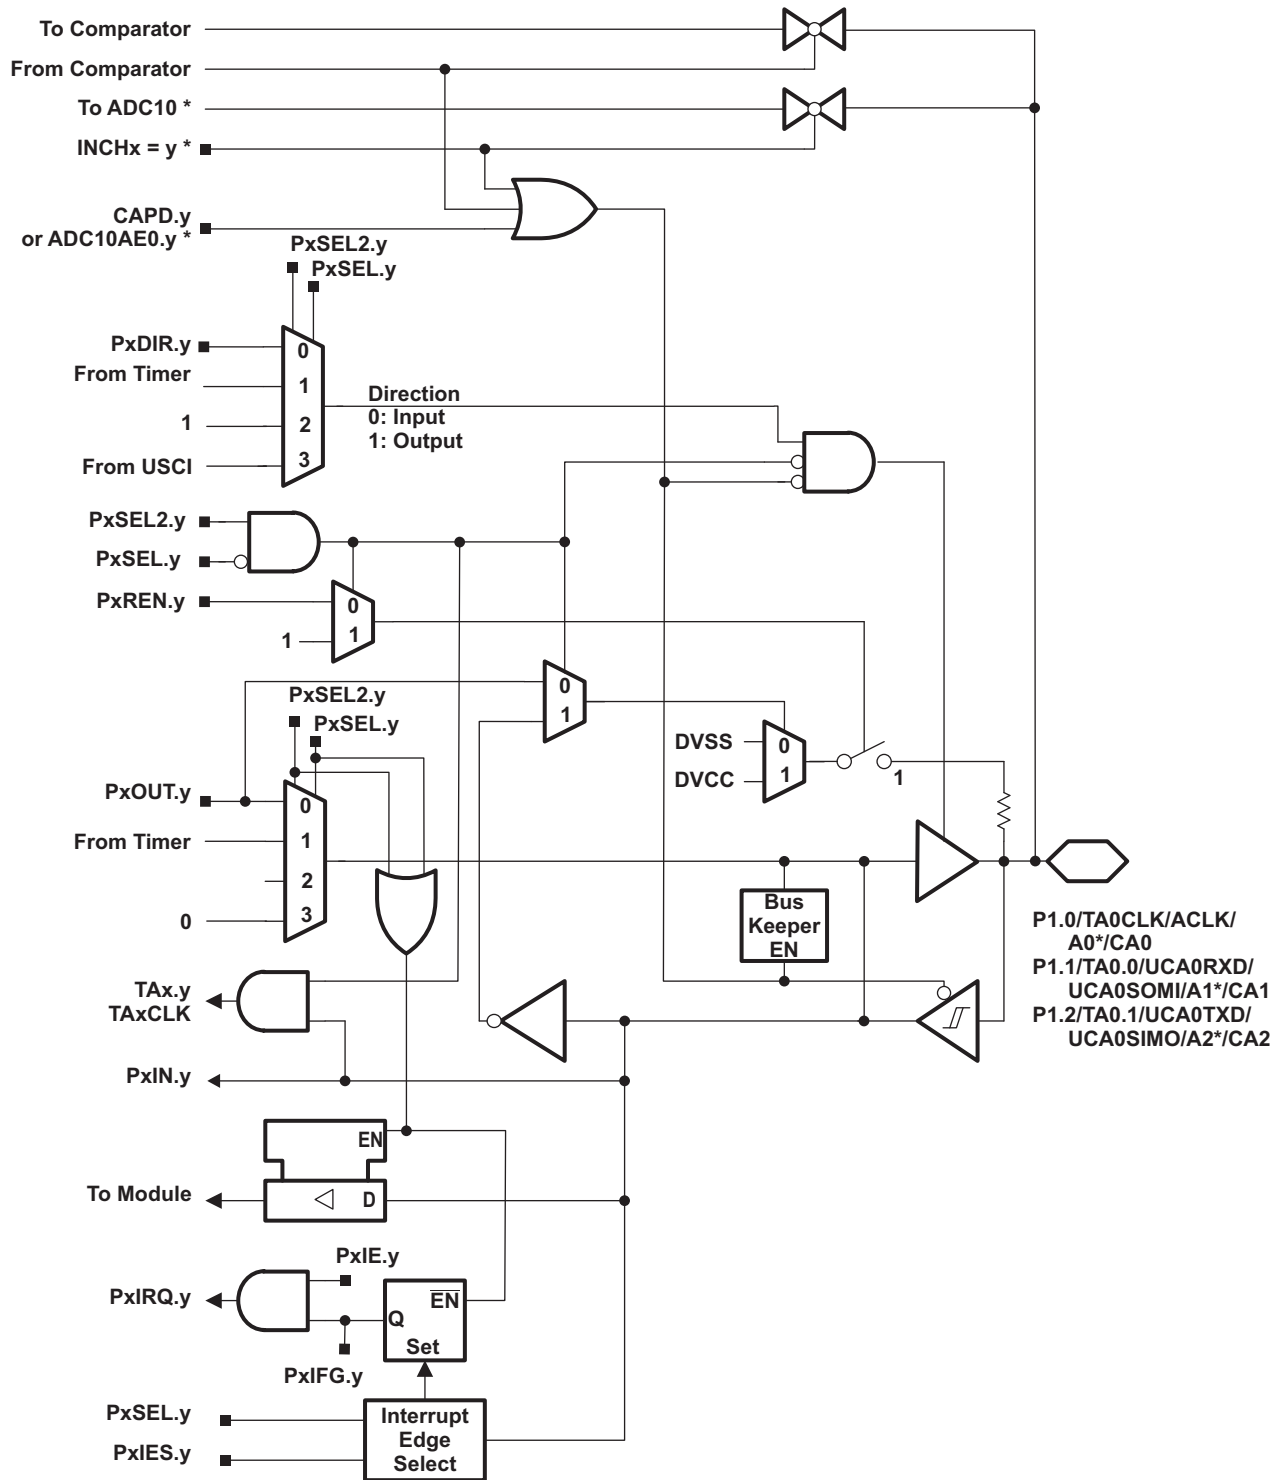 To Comparator
From Comparator
To ADC10 *
INCHx = y *
CAPD.y
or ADC10AE0.y *
PxSEL2.y
PxSEL.y
PxDIR.y
From Timer
1
From USCI
0
1
2
3
Direction
0: Input
1: Output
PxSEL2.y
PxSEL.y
PxREN.y
1
0
1
0
1
PxSEL2.y
PxSEL.y
DVSS
DVCC
0
1
1
PxOUT.y
From Timer
0
0
1
2
3
Bus
Keeper
EN
P1.0/TA0CLK/ACLK/
A0*/CA0
P1.1/TA0.0/UCA0RXD/
UCA0SOMI/A1*/CA1
P1.2/TA0.1/UCA0TXD/
UCA0SIMO/A2*/CA2
TAx.y
TAxCLK
PxIN.y
EN
D
To Module
PxIE.y
PxIRQ.y
EN
Q
Set
PxIFG.y
PxSEL.y
PxIES.y
Interrupt
Edge
Select